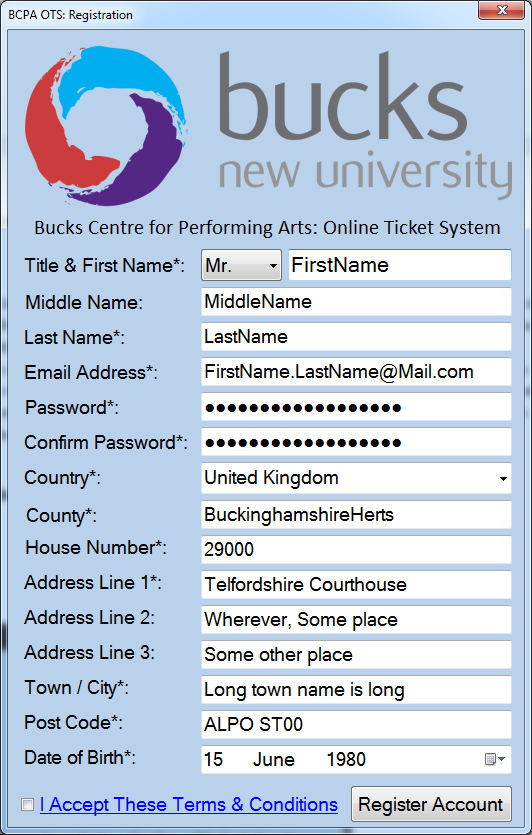 BCPA OTS: Registration
bucks
new university
Bucks Centre for Performing Arts: Online Ticket System
Title & First Name*: Mr. FirstName
Middle Name: MiddleName
Last Name*: LastName
Email Address*: FirstName.LastName@Mail.com
Password*: ●●●●●●●●●●●●●●●●●●
Confirm Password*: ●●●●●●●●●●●●●●●●●●
Country*: United Kingdom
County*: BuckinghamshireHerts
House Number*: 29000
Address Line 1*: Telfordshire Courthouse
Address Line 2: Wherever, Some place
Address Line 3: Some other place
Town / City*: Long town name is long
Post Code*: ALPO ST00
Date of Birth*: 15 June 1980
I Accept These Terms & Conditions Register Account